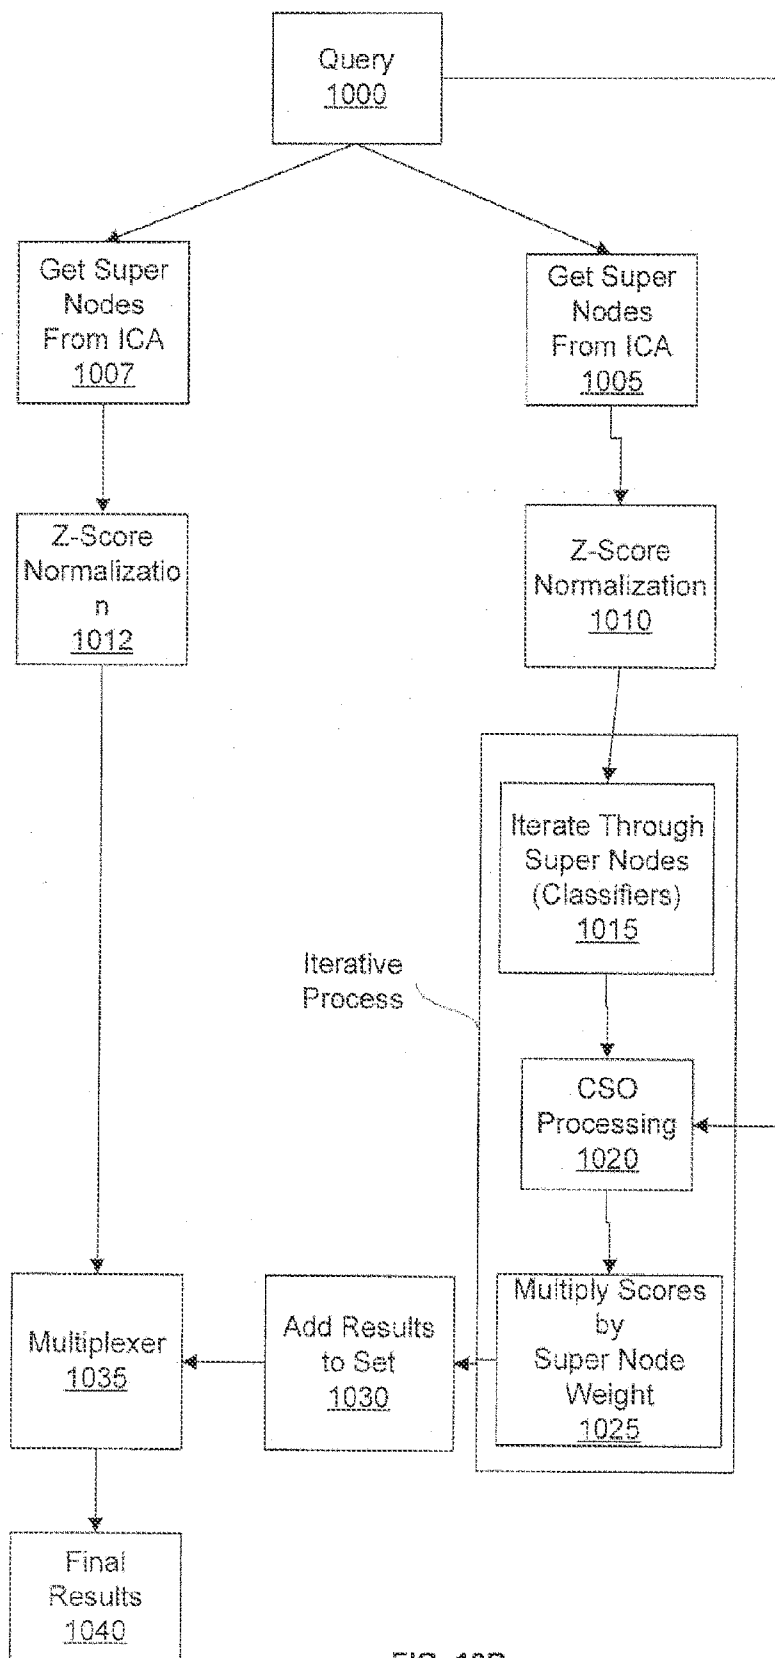 Query
1000
Get Super
Nodes
From ICA
1007
Get Super
Nodes
From ICA
1005
Z-Score
Normalizatio
n
1012
Z-Score
Normalization
1010
Iterate Through
Super Nodes
(Classifiers)
1015
Iterative
Process
CSO
Processing
1020
Multiplexer
1035
Add Results
to Set
1030
Multiply Scores
by
Super Node
Weight
1025
Final
Results
1040